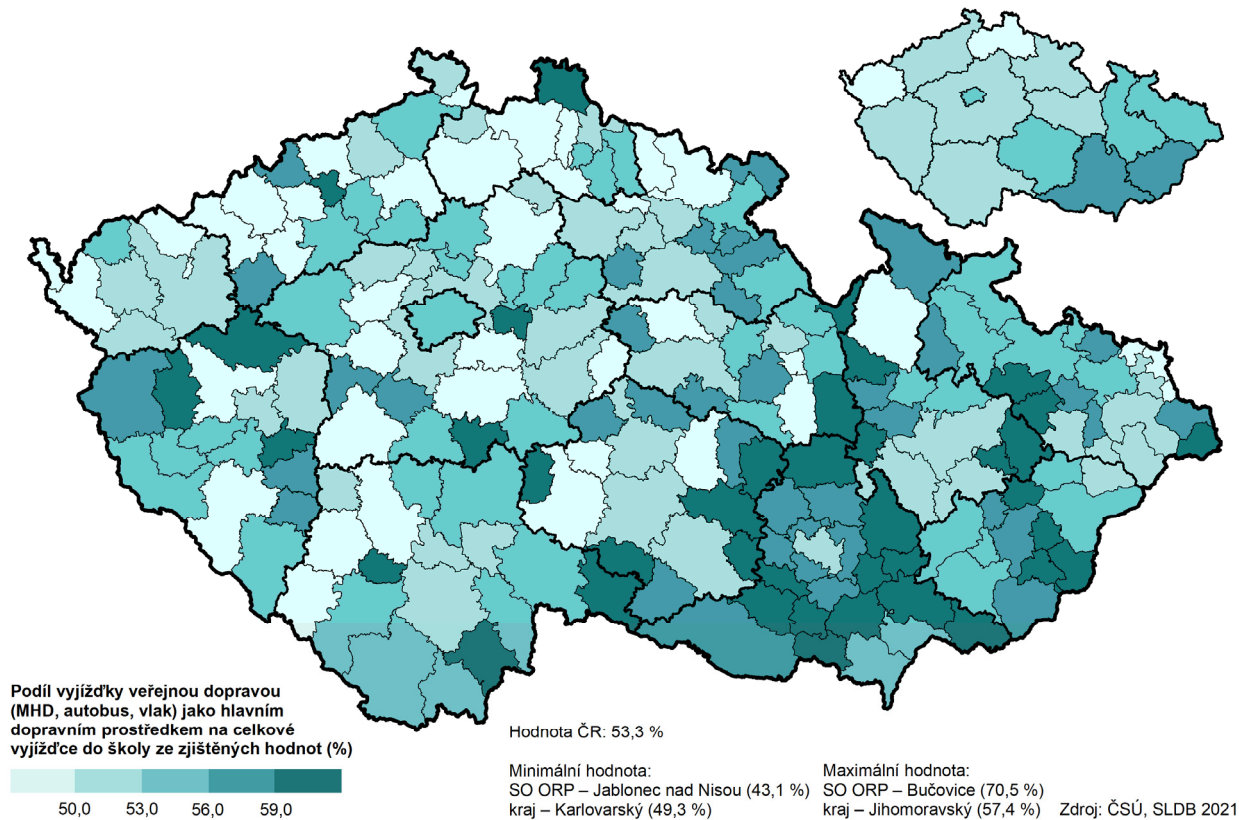 Podíl vyjížďky veřejnou dopravou
(MHD, autobus, vlak) jako hlavním
dopravním prostředkem na celkové
vyjížďce do školy ze zjištěných hodnot (%)
50,0 53,0 56,0 59,0
Hodnota ČR: 53,3 %
Minimální hodnota:
SO ORP – Jablonec nad Nisou (43,1 %)
kraj – Karlovarský (49,3 %)
Maximální hodnota:
SO ORP – Bučovice (70,5 %)
kraj – Jihomoravský (57,4 %)
Zdroj: ČSÚ, SLDB 2021